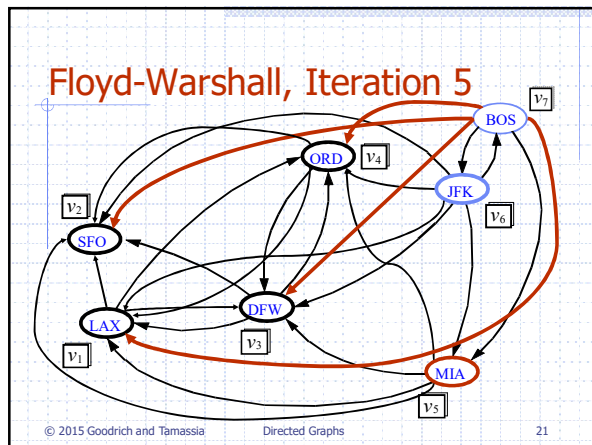 Floyd-Warshall, Iteration 5
v7
BOS
ORD
v4
JFK
v2
v6
SFO
DFW
LAX
v3
v1
MIA
v5
© 2015 Goodrich and Tamassia Directed Graphs 21